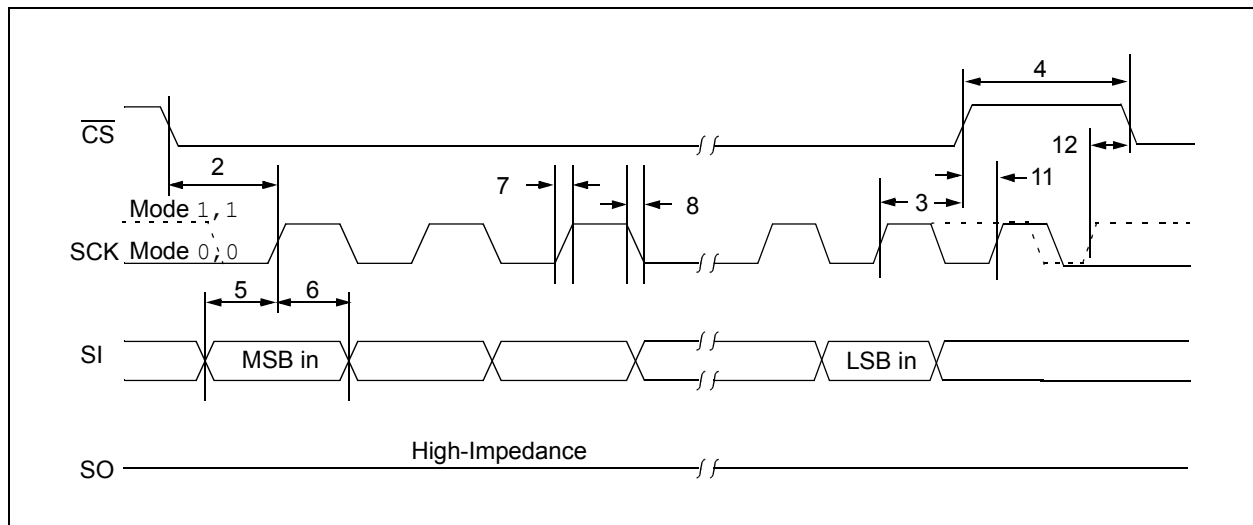 4
CS
12
2
7
11
8
3
Mode 1,1
SCK Mode 0,0
5
6
SI
MSB in
LSB in
High-Impedance
SO